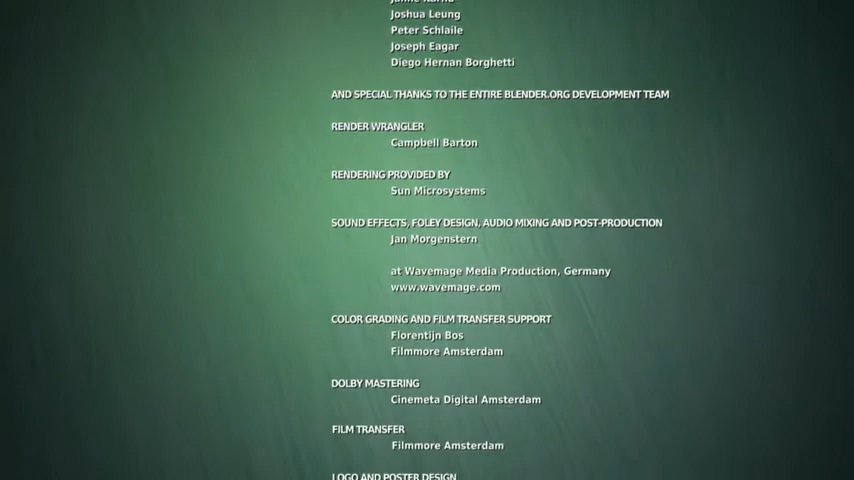 Joshua Leung
Peter Schlaile
Joseph Eagar
Diego Hernan Borghetti
AND SPECIAL THANKS TO THE ENTIRE BLENDER.ORG DEVELOPMENT TEAM
RENDER WRANGLER
Campbell Barton
RENDERING PROVIDED BY
Sun Microsystems
SOUND EFFECTS, FOLEY DESIGN, AUDIO MIXING AND POST-PRODUCTION
Jan Morgenstern
at Wavemage Media Production, Germany
www.wavemage.com
COLOR GRADING AND FILM TRANSFER SUPPORT
Florentijn Bos
Filmmore Amsterdam
DOLBY MASTERING
Cinemeta Digital Amsterdam
FILM TRANSFER
Filmmore Amsterdam
LOGO AND POSTER DESIGN